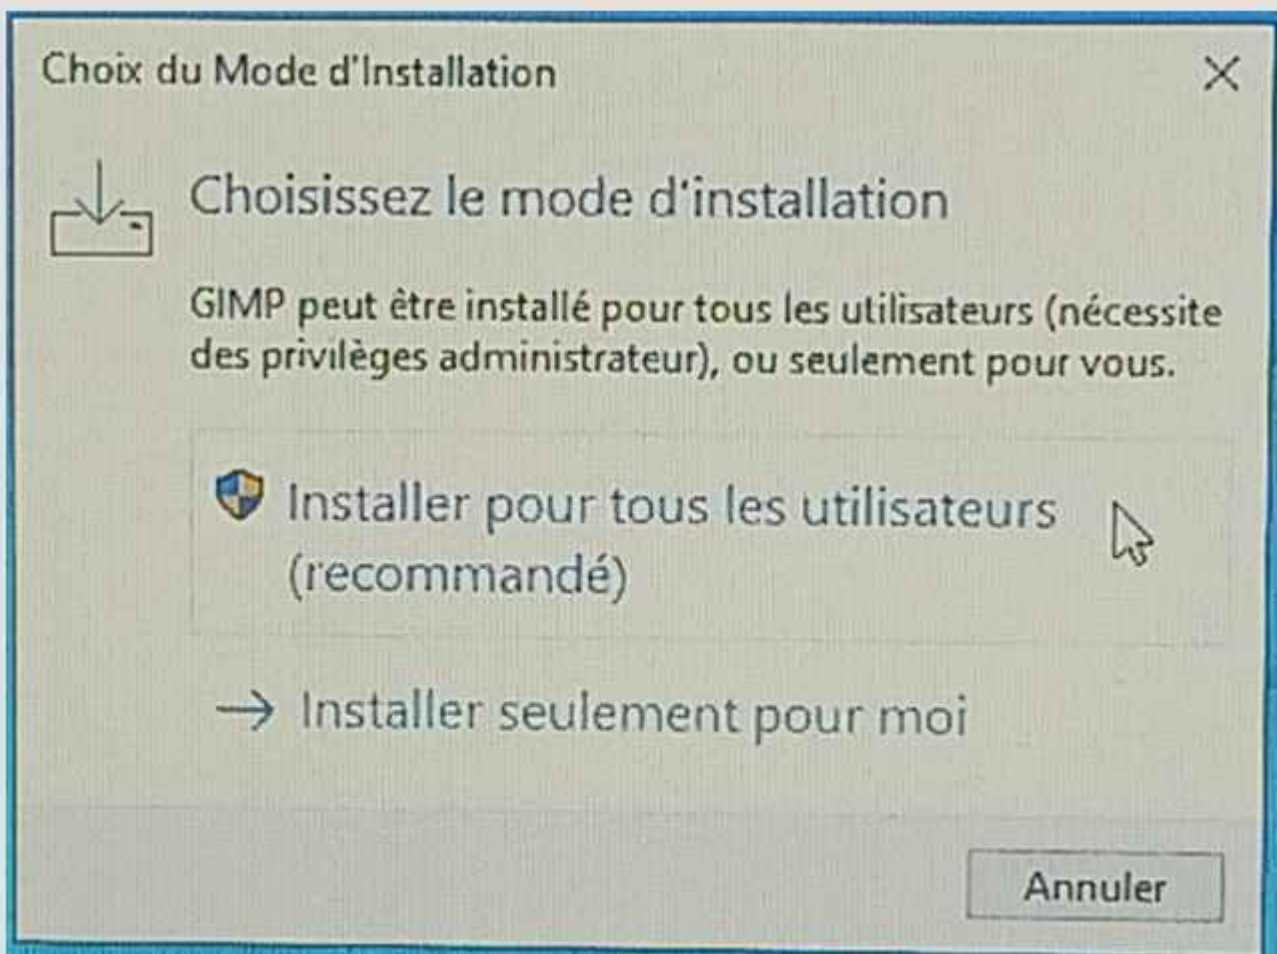 Choix du Mode d'Installation
Choisissez le mode d'installation
GIMP peut être installé pour tous les utilisateurs (nécessite
des privilèges administrateur), ou seulement pour vous.
Installer pour tous les utilisateurs
(recommandé)
→ Installer seulement pour moi
Annuler